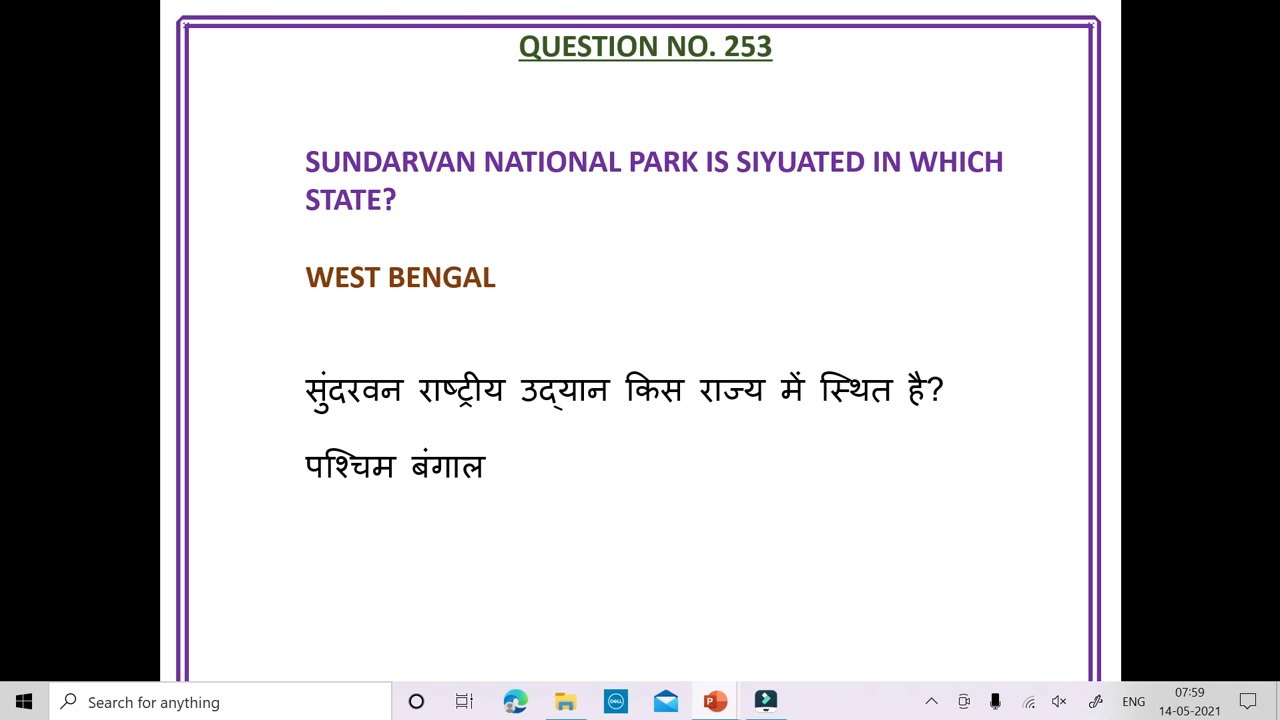 QUESTION NO. 253
SUNDARVAN NATIONAL PARK IS SIYUATED IN WHICH
STATE?
WEST BENGAL
सुंदरवन राष्ट्रीय उद्यान किस राज्य में स्थित है?
पश्चिम बंगाल
Search for anything
DELL
P
ENG
07:59
14-05-2021